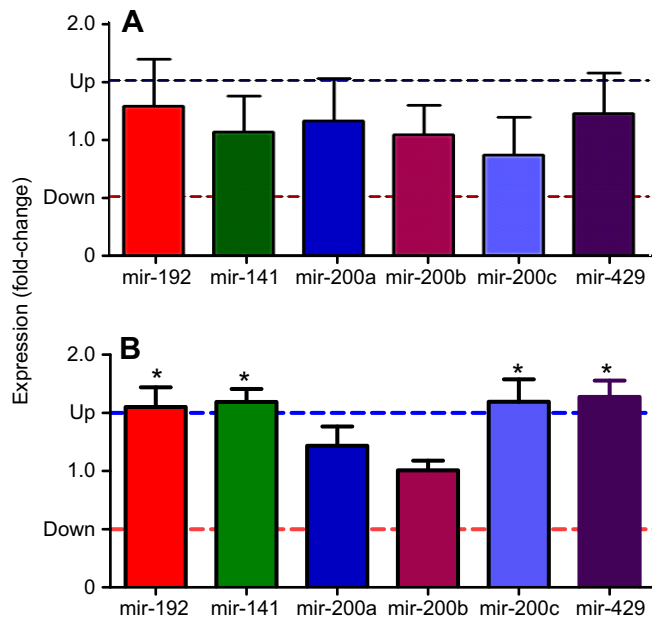 A
2.0
Up
1.0
Down
0
mir-192 mir-141 mir-200a mir-200b mir-200c mir-429
Expression (fold-change)
B
2.0
* * * *
Up
1.0
Down
0
mir-192 mir-141 mir-200a mir-200b mir-200c mir-429